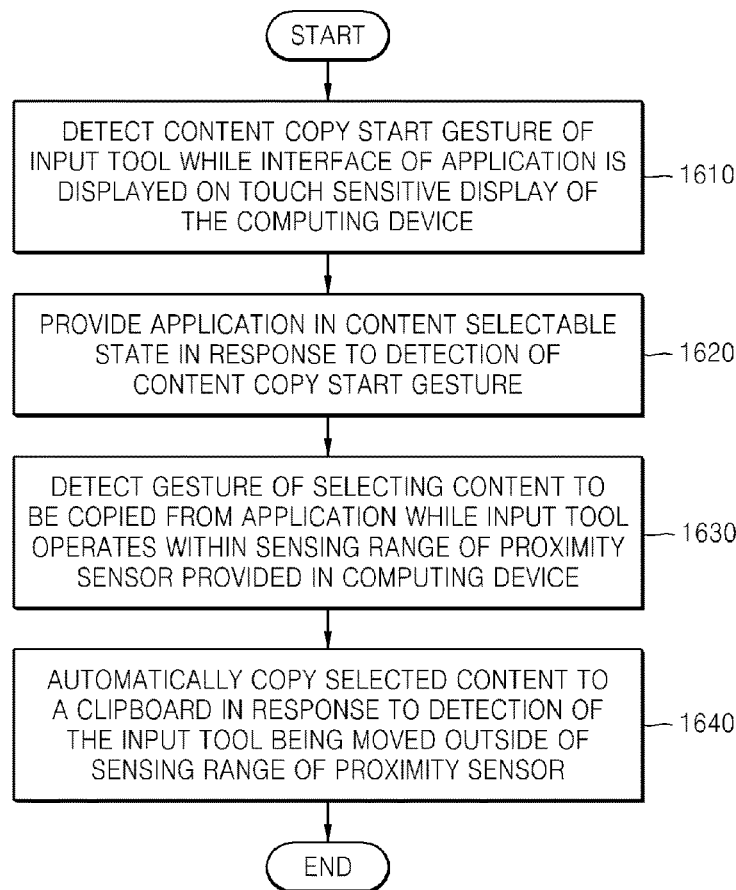 START
DETECT CONTENT COPY START GESTURE OF
INPUT TOOL WHILE INTERFACE OF APPLICATION IS
DISPLAYED ON TOUCH SENSITIVE DISPLAY OF
THE COMPUTING DEVICE
1610
PROVIDE APPLICATION IN CONTENT SELECTABLE
STATE IN RESPONSE TO DETECTION OF
CONTENT COPY START GESTURE
1620
DETECT GESTURE OF SELECTING CONTENT TO
BE COPIED FROM APPLICATION WHILE INPUT TOOL
OPERATES WITHIN SENSING RANGE OF PROXIMITY
SENSOR PROVIDED IN COMPUTING DEVICE
1630
AUTOMATICALLY COPY SELECTED CONTENT TO
A CLIPBOARD IN RESPONSE TO DETECTION OF
THE INPUT TOOL BEING MOVED OUTSIDE OF
SENSING RANGE OF PROXIMITY SENSOR
1640
END